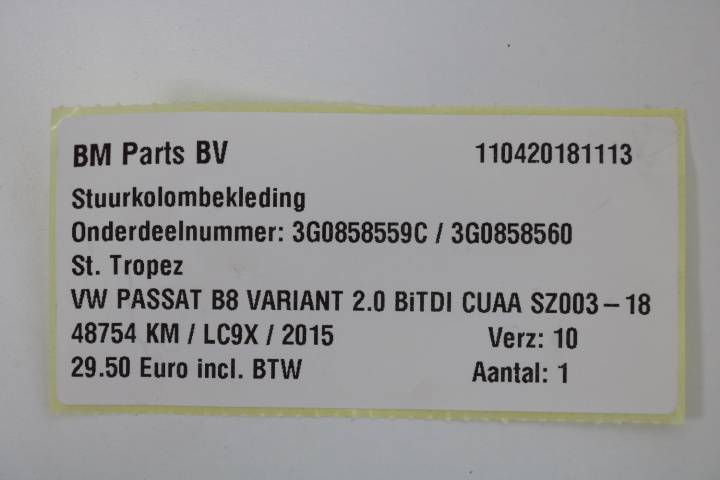 BM Parts BV 110420181113
Stuurkolombekleding
Onderdeelnummer: 3G0858559C / 3G0858560
St. Tropez
VW PASSAT B8 VARIANT 2.0 BiTDI CUAA SZ003-18
48754 KM / LC9X / 2015 Verz: 10
29.50 Euro incl. BTW Aantal: 1